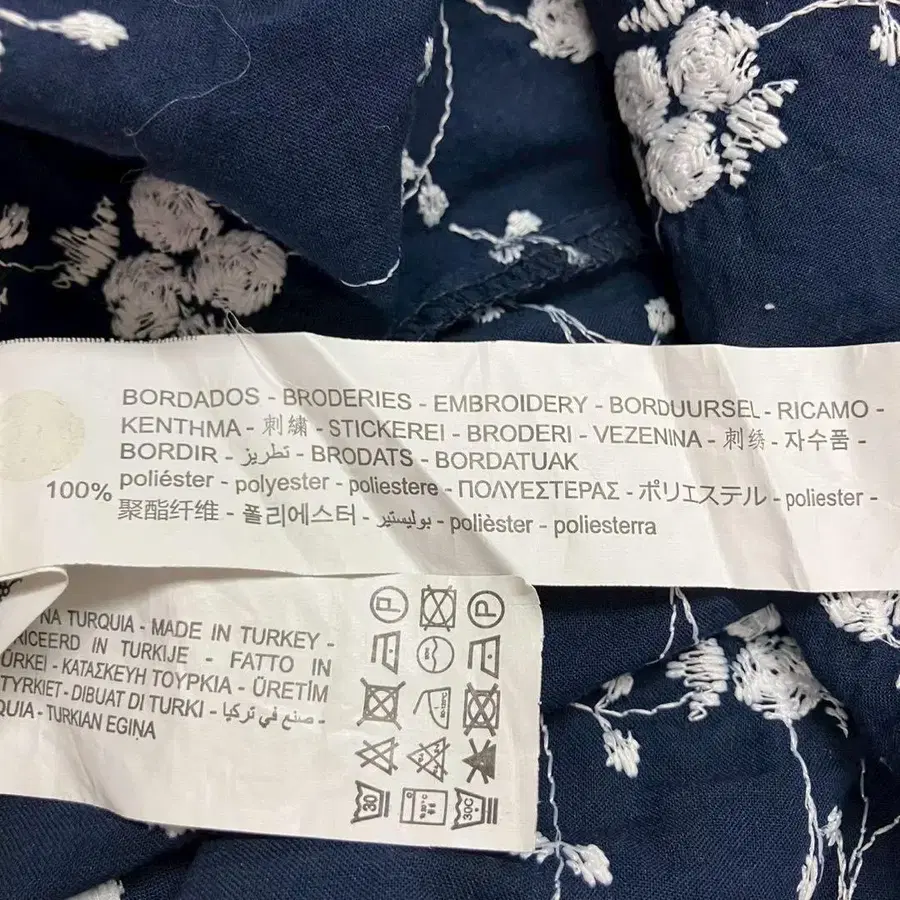 BORDADOS - BRODERIES - EMBROIDERY - BORDUURSEL - RICAMO -
KENTHMA - 刺繍 - STICKEREI - BRODERI - VEZENINA - 刺绣 - 자수품 -
BORDIR - تطريز - BRODATS - BORDATUAK
100% poliéster - polyester - poliestere - ΠΟΛΥΕΣΤΕΡΑΣ - ポリエステル - poliester -
聚酯纤维 - 폴리에스터 - بوليستير - polièster - poliesterra
NA TURQUIA - MADE IN TURKEY -
RICEERD IN TURKIJE - FATTO IN
ÜRKEI - ΚΑΤΑΣΚΕΥΗ ΤΟΥΡΚΙΑ - ÜRETİM
TYRKIET - DIBUAT DI TURKI - صنع في تركيا -
QUIA - TURKIAN EGINA
P P
30 30C